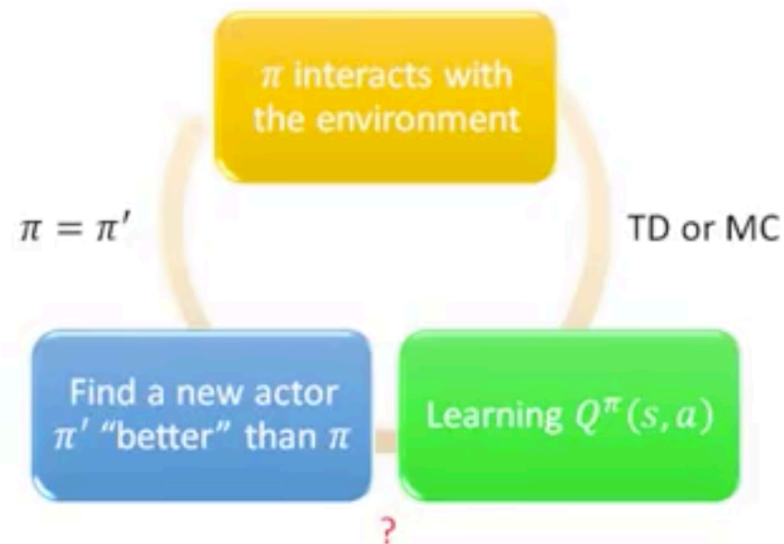 π interacts with
the environment
π = π′
TD or MC
Find a new actor
π′ “better” than π
Learning Q^π(s, a)
?